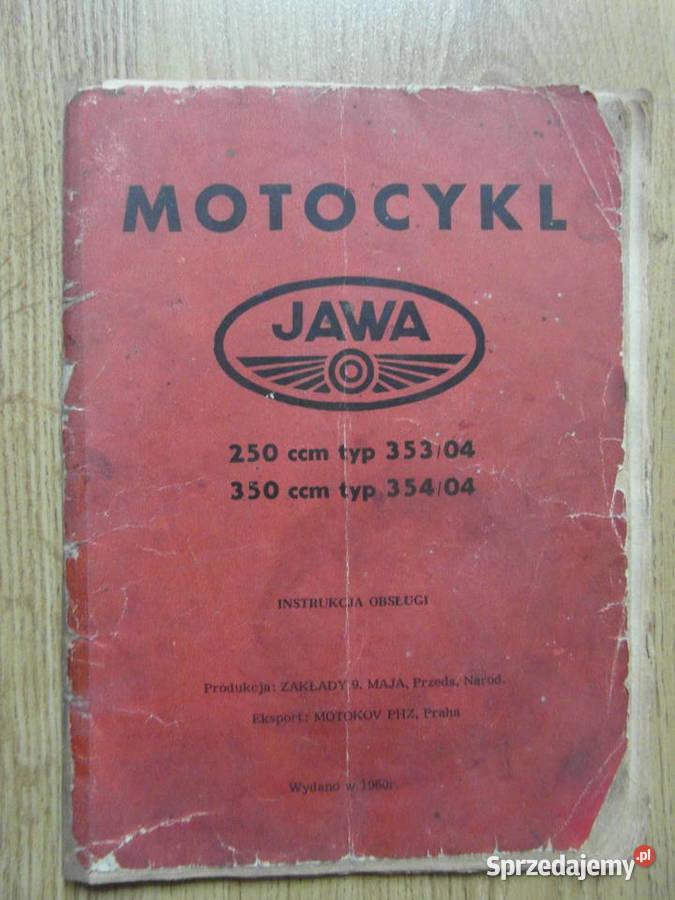 MOTOCYKL
JAWA
250 ccm typ 353/04
350 ccm typ 354/04
INSTRUKCJA OBSŁUGI
Produkcja: ZAKŁADY 9. MAJA, Przeds. Narod.
Eksport: MOTOKOV PHZ, Praha
Wydano w 1960r.
Sprzedajemy.pl